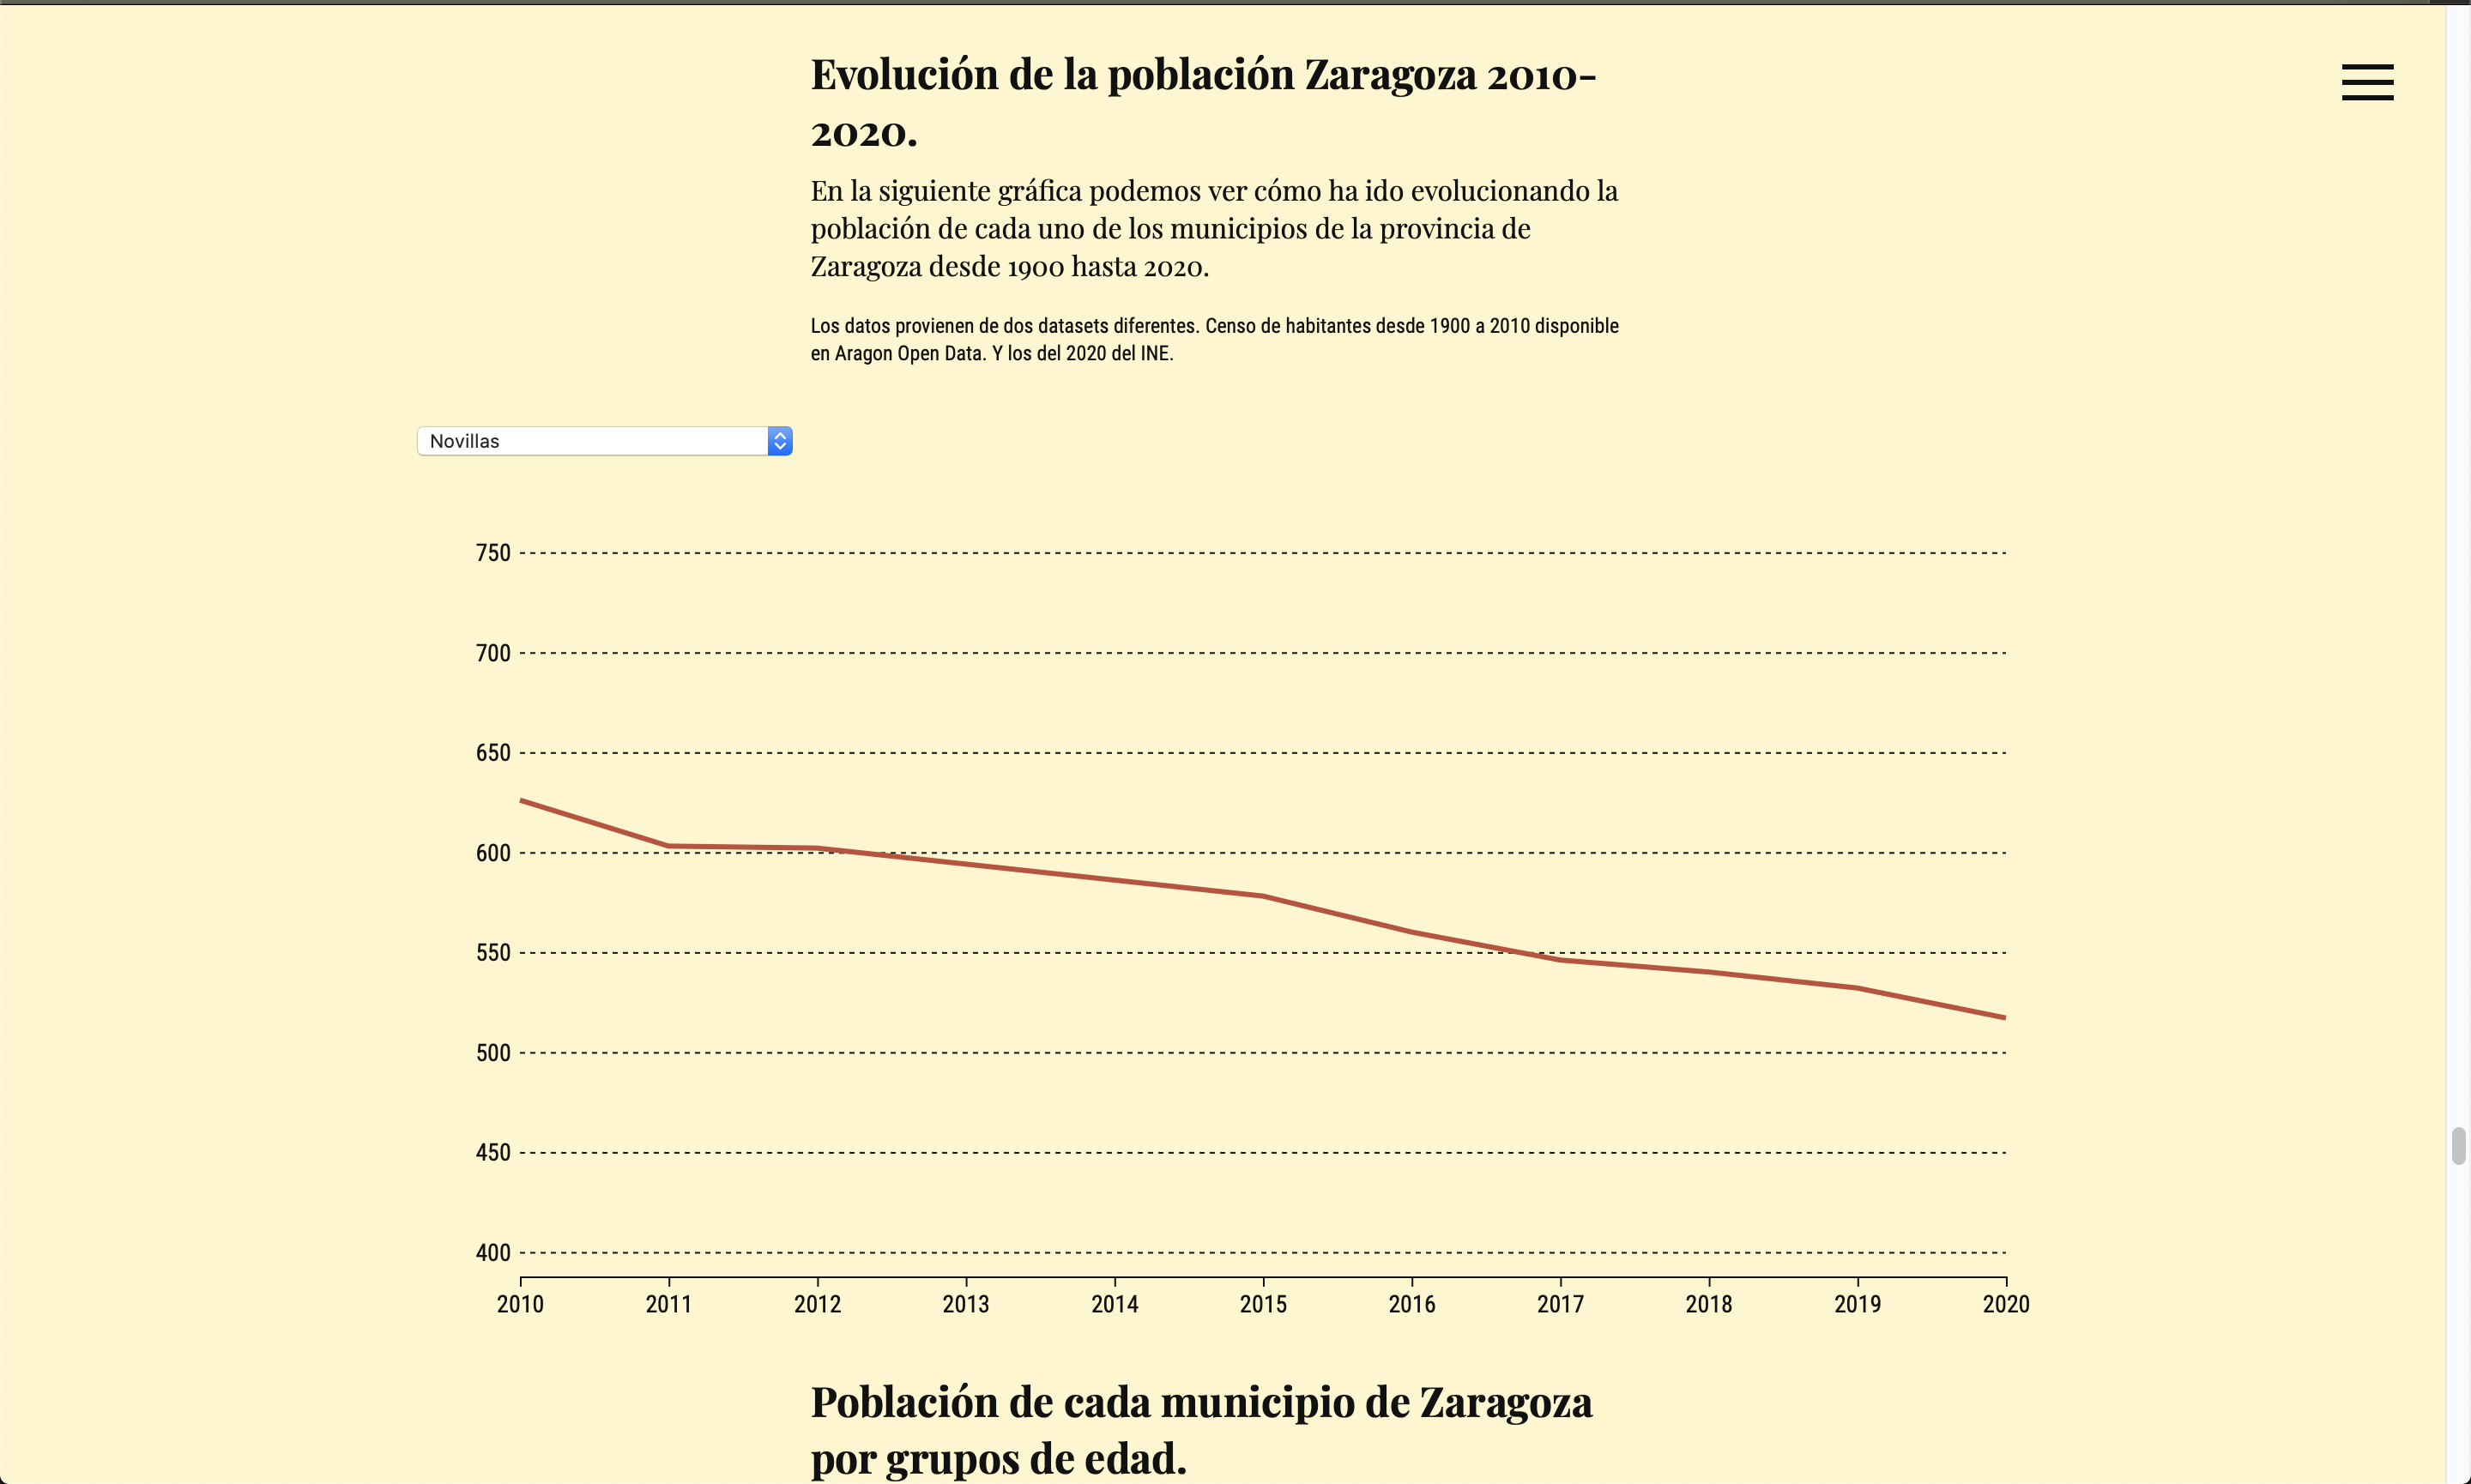 Evolución de la población Zaragoza 2010-
2020.
En la siguiente gráfica podemos ver cómo ha ido evolucionando la
población de cada uno de los municipios de la provincia de
Zaragoza desde 1900 hasta 2020.
Los datos provienen de dos datasets diferentes. Censo de habitantes desde 1900 a 2010 disponible
en Aragon Open Data. Y los del 2020 del INE.
Novillas
750
700
650
600
550
500
450
400
2010 2011 2012 2013 2014 2015 2016 2017 2018 2019 2020
Población de cada municipio de Zaragoza
por grupos de edad.